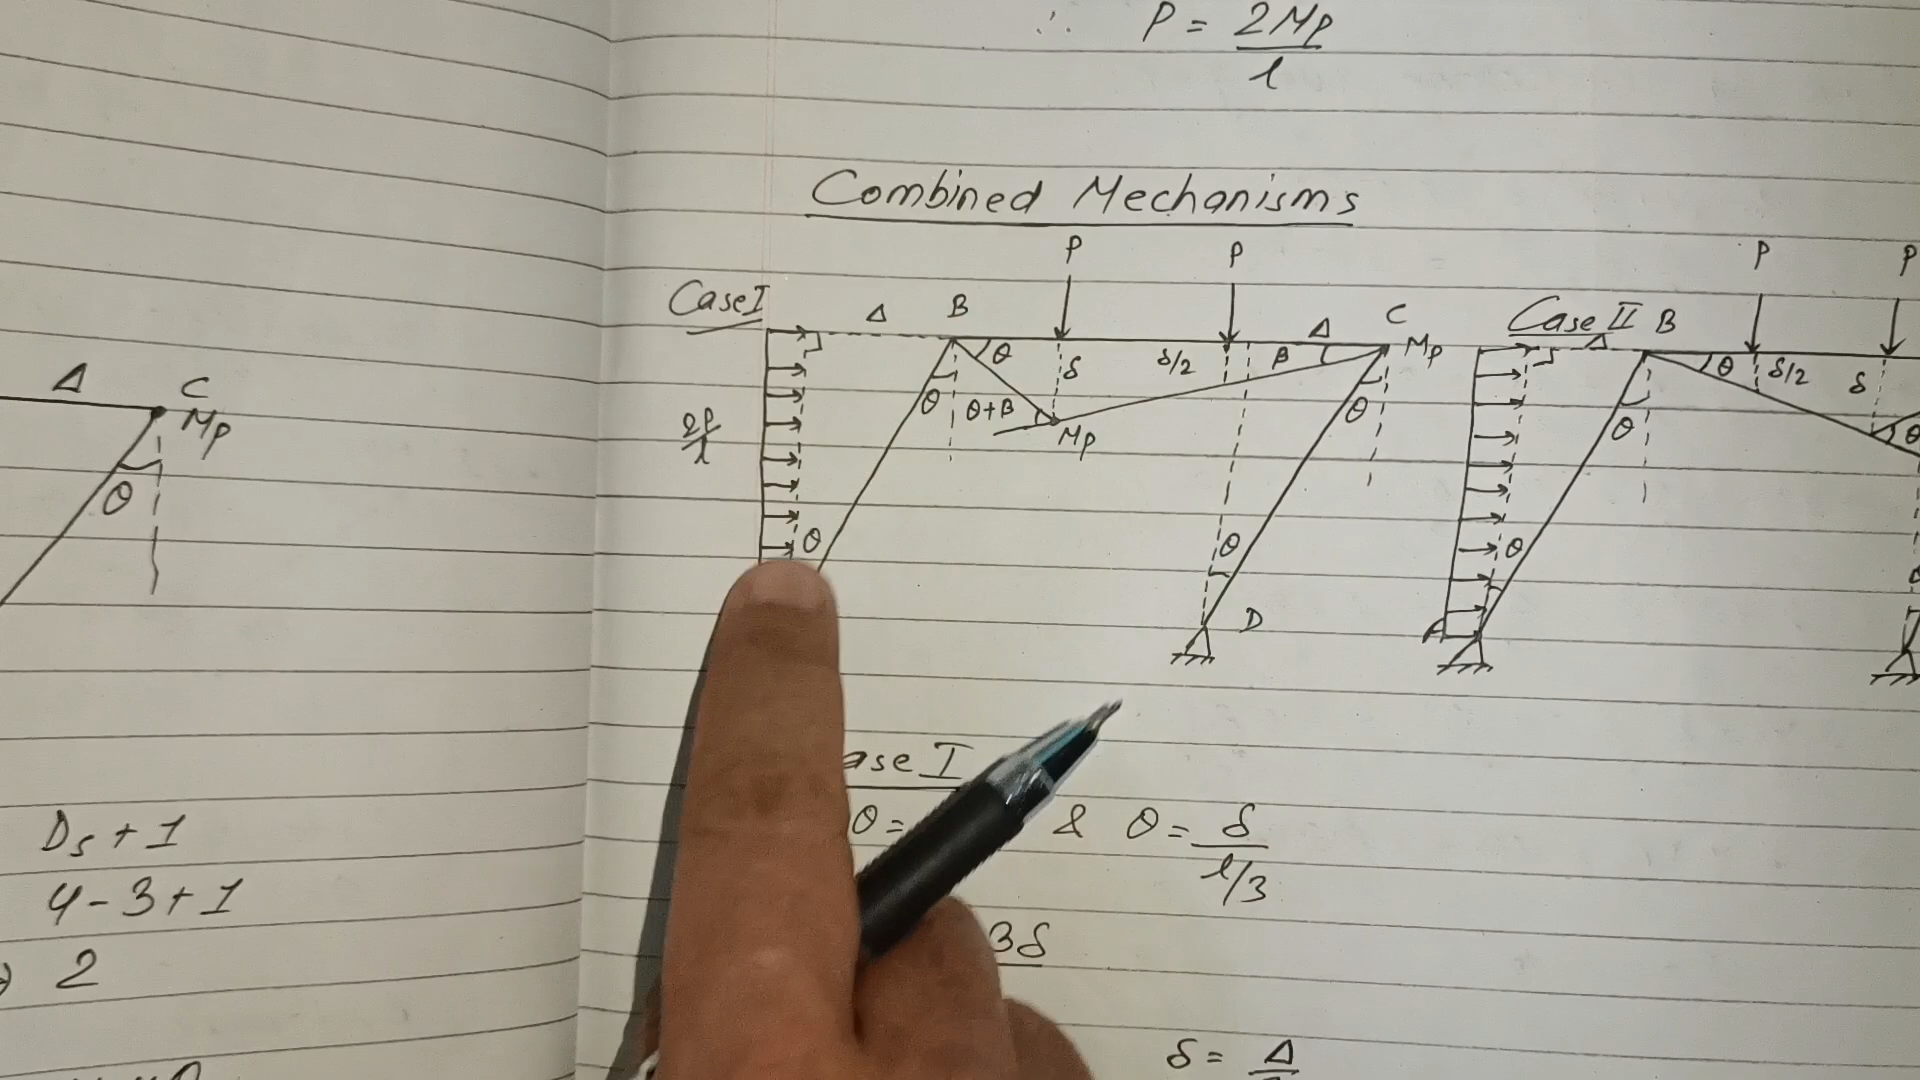 ∴ P = 2Mp / l
Combined Mechanisms
P P P P
Case I Δ B Δ C Mp Case II B Δ
θ δ δ/2 β θ δ/2 δ
2P/l θ θ+β Mp θ θ θ
θ θ θ
D A
Δ C
Mp
θ
ase I
θ = & θ = δ / l/3
3δ
δ = Δ
Ds + 1
4 - 3 + 1
2